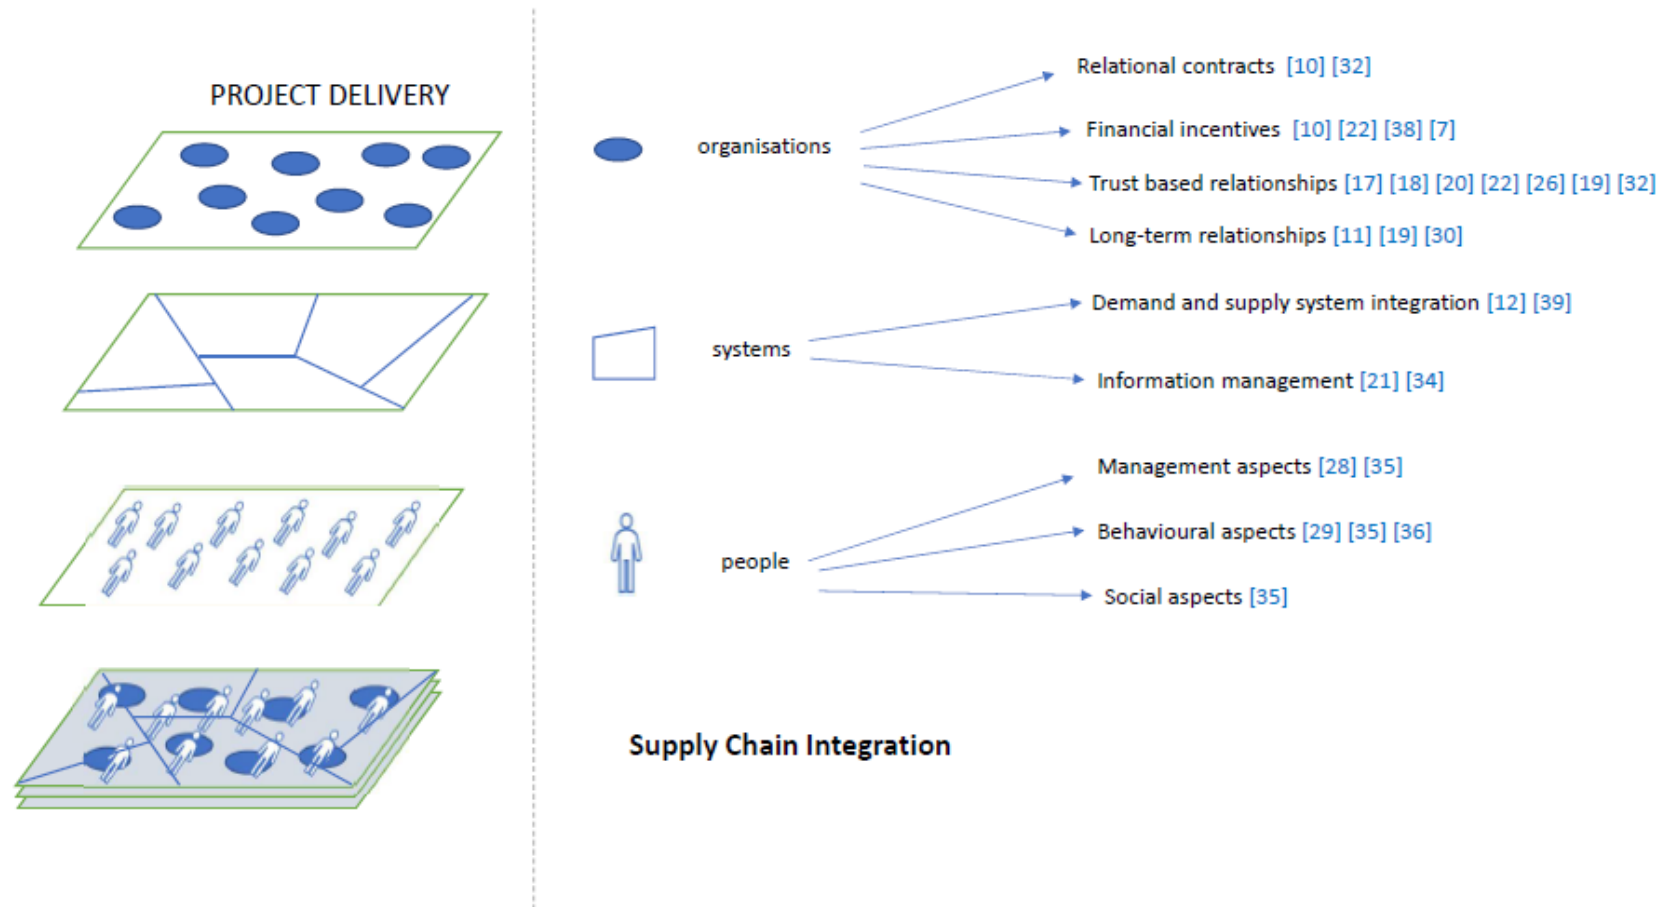 PROJECT DELIVERY
organisations
Relational contracts [10] [32]
Financial incentives [10] [22] [38] [7]
Trust based relationships [17] [18] [20] [22] [26] [19] [32]
Long-term relationships [11] [19] [30]
systems
Demand and supply system integration [12] [39]
Information management [21] [34]
people
Management aspects [28] [35]
Behavioural aspects [29] [35] [36]
Social aspects [35]
Supply Chain Integration